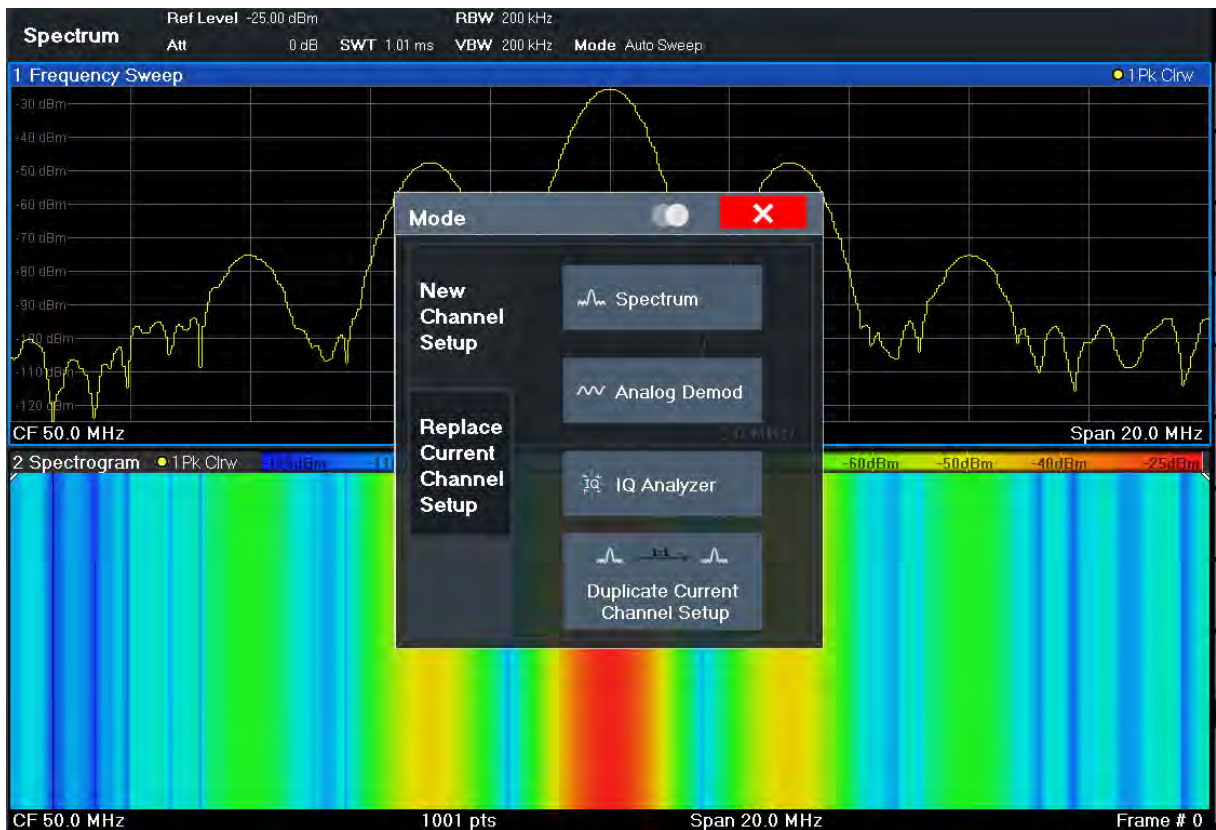 Spectrum
Ref Level -25.00 dBm RBW 200 kHz
Att 0 dB SWT 1.01 ms VBW 200 kHz Mode Auto Sweep
1 Frequency Sweep 1Pk Clrw
-30 dBm
-40 dBm
-50 dBm
-60 dBm
-70 dBm
-80 dBm
-90 dBm
-100 dBm
-110 dBm
-120 dBm
CF 50.0 MHz Span 20.0 MHz
2 Spectrogram 1Pk Clrw -60dBm -50dBm -40dBm -25dBm
Mode
New
Channel
Setup
Replace
Current
Channel
Setup
Spectrum
Analog Demod
IQ IQ Analyzer
1:1
Duplicate Current
Channel Setup
CF 50.0 MHz 1001 pts Span 20.0 MHz Frame # 0